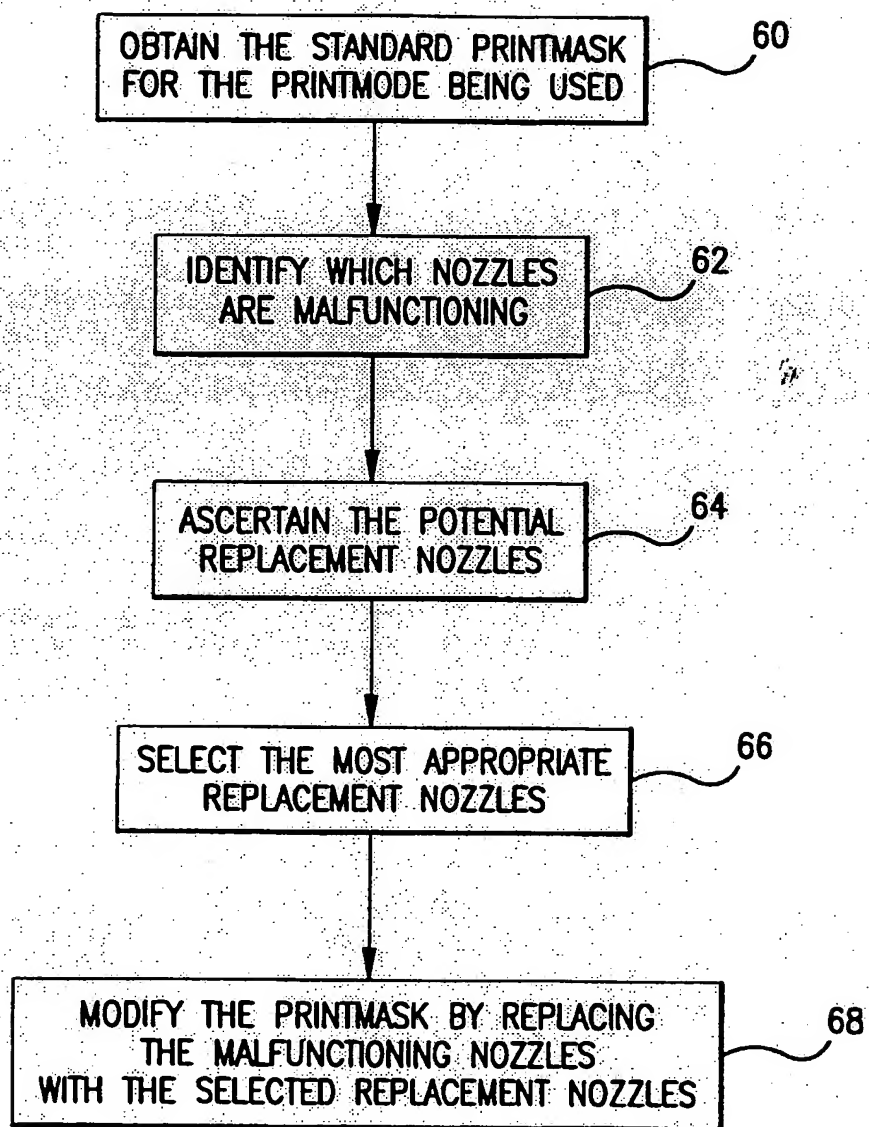 OBTAIN THE STANDARD PRINTMASK
FOR THE PRINTMODE BEING USED
60
IDENTIFY WHICH NOZZLES
ARE MALFUNCTIONING
62
ASCERTAIN THE POTENTIAL
REPLACEMENT NOZZLES
64
SELECT THE MOST APPROPRIATE
REPLACEMENT NOZZLES
66
MODIFY THE PRINTMASK BY REPLACING
THE MALFUNCTIONING NOZZLES
WITH THE SELECTED REPLACEMENT NOZZLES
68